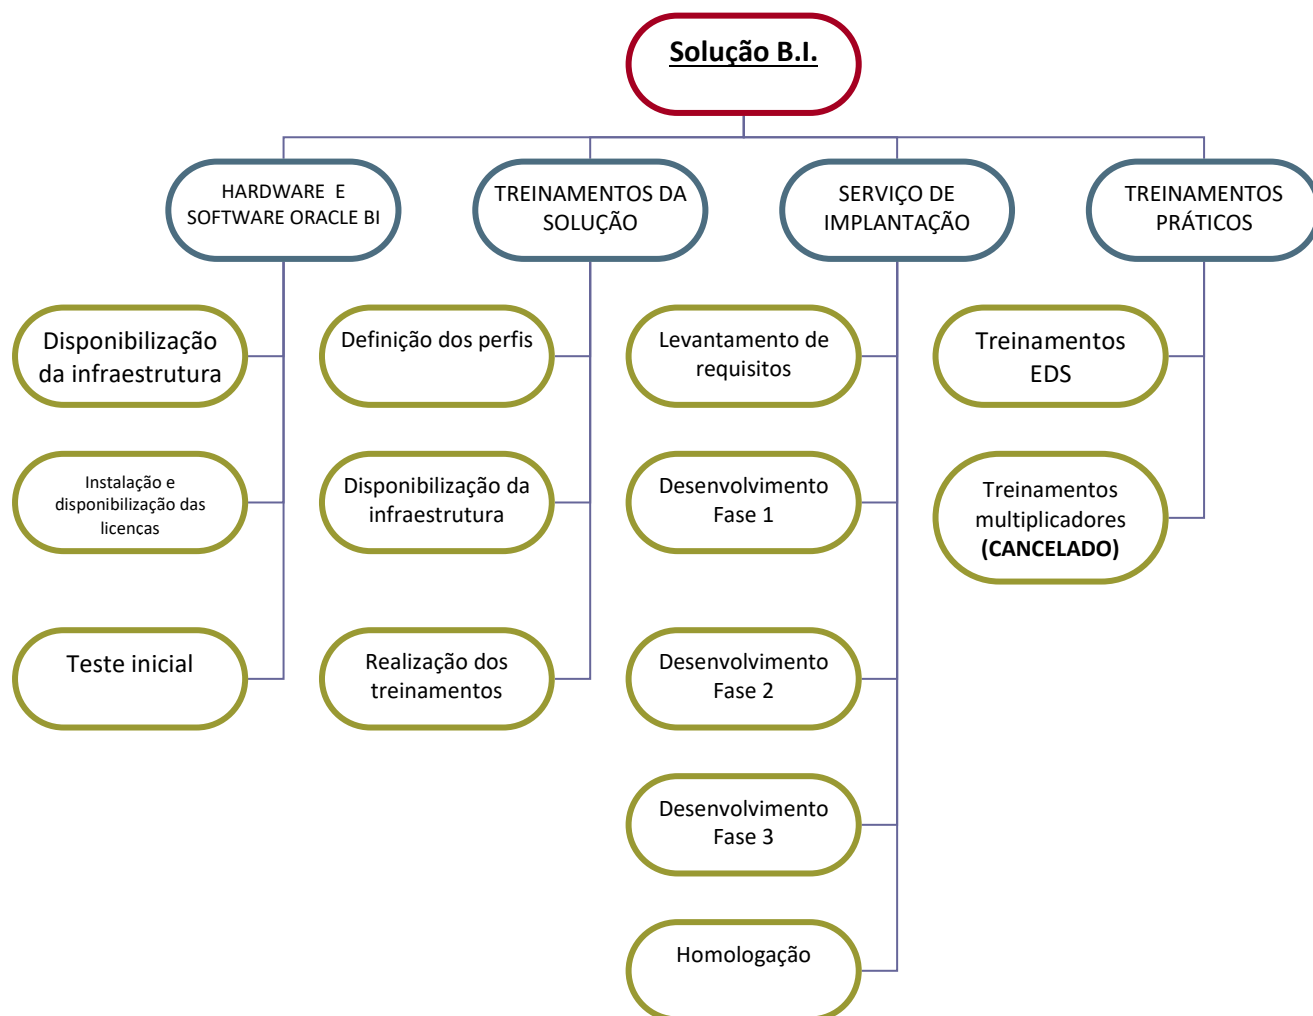 Solução B.I.
HARDWARE E
SOFTWARE ORACLE BI
TREINAMENTOS DA
SOLUÇÃO
SERVIÇO DE
IMPLANTAÇÃO
TREINAMENTOS
PRÁTICOS
Disponibilização
da infraestrutura
Definição dos perfis
Levantamento de
requisitos
Treinamentos
EDS
Instalação e
disponibilização das
licenças
Disponibilização da
infraestrutura
Desenvolvimento
Fase 1
Treinamentos
multiplicadores
(CANCELADO)
Teste inicial
Realização dos
treinamentos
Desenvolvimento
Fase 2
Desenvolvimento
Fase 3
Homologação